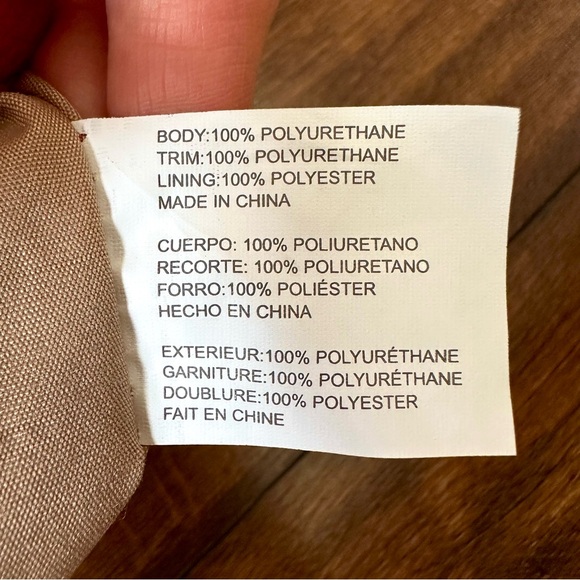 BODY:100% POLYURETHANE
TRIM:100% POLYURETHANE
LINING:100% POLYESTER
MADE IN CHINA
CUERPO: 100% POLIURETANO
RECORTE: 100% POLIURETANO
FORRO:100% POLIÉSTER
HECHO EN CHINA
EXTERIEUR:100% POLYURÉTHANE
GARNITURE:100% POLYURÉTHANE
DOUBLURE:100% POLYESTER
FAIT EN CHINE